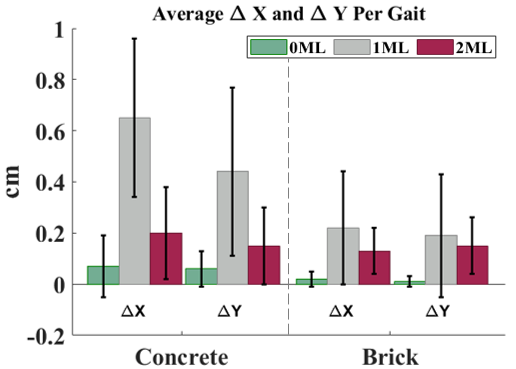 Average Δ X and Δ Y Per Gait
0ML 1ML 2ML
1
0.8
0.6
0.4
0.2
0
-0.2
cm
ΔX ΔY ΔX ΔY
Concrete Brick